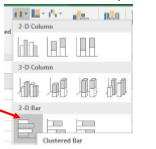 2-D Column
ed
3-D Column
2-D Bar
Clustered Bar